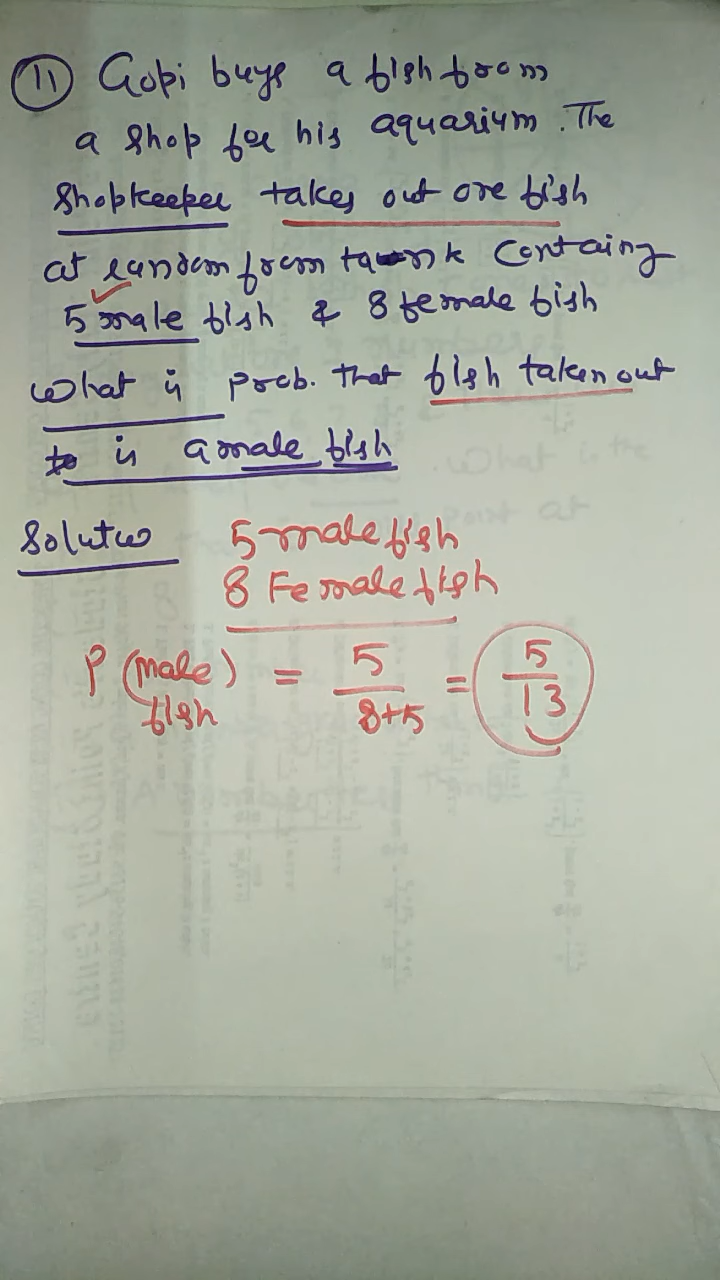 11 Gopi buys a fish from
a shop for his aquarium. The
Shopkeeper takes out one fish
at random from tank Containg
5 male fish & 8 female fish
what is prob. that fish taken out
is a male fish
Solution 5 male fish
8 Female fish
P (male fish) = 5/8+5 = 5/13